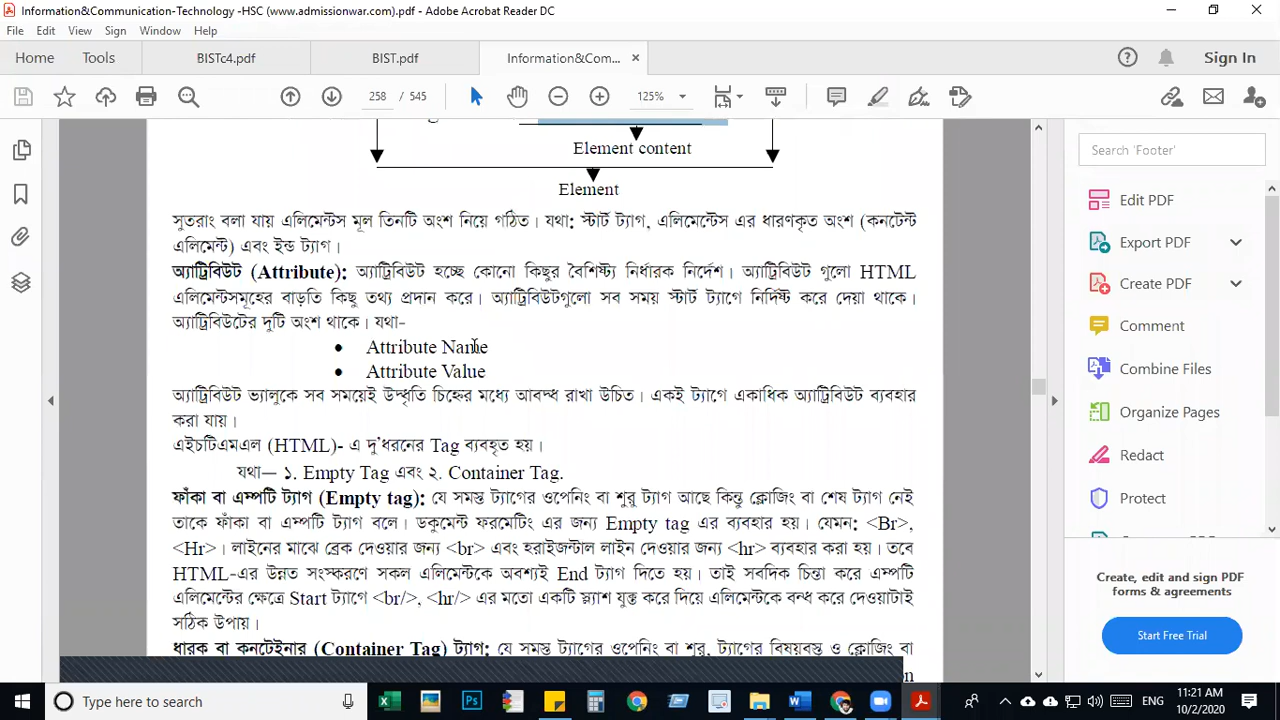 Information&Communication-Technology -HSC (www.admissionwar.com).pdf - Adobe Acrobat Reader DC
File Edit View Sign Window Help
Home Tools BISTc4.pdf BIST.pdf Information&Com... Sign In
258 / 545 125%
Element content
Element
সুতরাং বলা যায় এলিমেন্টস মূল তিনটি অংশ নিয়ে গঠিত। যথা: স্টার্ট ট্যাগ, এলিমেন্টেস এর ধারণকৃত অংশ (কনটেন্ট
এলিমেন্ট) এবং ইন্ড ট্যাগ।
অ্যাট্রিবিউট (Attribute): অ্যাট্রিবিউট হচ্ছে কোনো কিছুর বৈশিষ্ট্য নির্ধারক নির্দেশ। অ্যাট্রিবিউট গুলো HTML
এলিমেন্টসমূহের বাড়তি কিছু তথ্য প্রদান করে। অ্যাট্রিবিউটগুলো সব সময় স্টার্ট ট্যাগে নির্দিষ্ট করে দেয়া থাকে।
অ্যাট্রিবিউটের দুটি অংশ থাকে। যথা-
• Attribute Name
• Attribute Value
অ্যাট্রিবিউট ভ্যালুকে সব সময়েই উদ্ধৃতি চিহ্নের মধ্যে আবদ্ধ রাখা উচিত। একই ট্যাগে একাধিক অ্যাট্রিবিউট ব্যবহার
করা যায়।
এইচটিএমএল (HTML)- এ দু'ধরনের Tag ব্যবহৃত হয়।
যথা— ১. Empty Tag এবং ২. Container Tag.
ফাঁকা বা এম্পটি ট্যাগ (Empty tag): যে সমস্ত ট্যাগের ওপেনিং বা শুরু ট্যাগ আছে কিন্তু ক্লোজিং বা শেষ ট্যাগ নেই
তাকে ফাঁকা বা এম্পটি ট্যাগ বলে। ডকুমেন্ট ফরমেটিং এর জন্য Empty tag এর ব্যবহার হয়। যেমন: <Br>,
<Hr>। লাইনের মাঝে ব্রেক দেওয়ার জন্য <br> এবং হরাইজন্টাল লাইন দেওয়ার জন্য <hr> ব্যবহার করা হয়। তবে
HTML-এর উন্নত সংস্করণে সকল এলিমেন্টকে অবশ্যই End ট্যাগ দিতে হয়। তাই সবদিক চিন্তা করে এম্পটি
এলিমেন্টের ক্ষেত্রে Start ট্যাগে <br/>, <hr/> এর মতো একটি স্ল্যাশ যুক্ত করে দিয়ে এলিমেন্টকে বন্ধ করে দেওয়াটাই
সঠিক উপায়।
ধারক বা কনটেইনার (Container Tag) ট্যাগ: যে সমস্ত ট্যাগের ওপেনিং বা শুরু, ট্যাগের বিষয়বস্তু ও ক্লোজিং বা
Search 'Footer'
Edit PDF
Export PDF
Create PDF
Comment
Combine Files
Organize Pages
Redact
Protect
Create, edit and sign PDF
forms & agreements
Start Free Trial
Type here to search
ENG
11:21 AM
10/2/2020